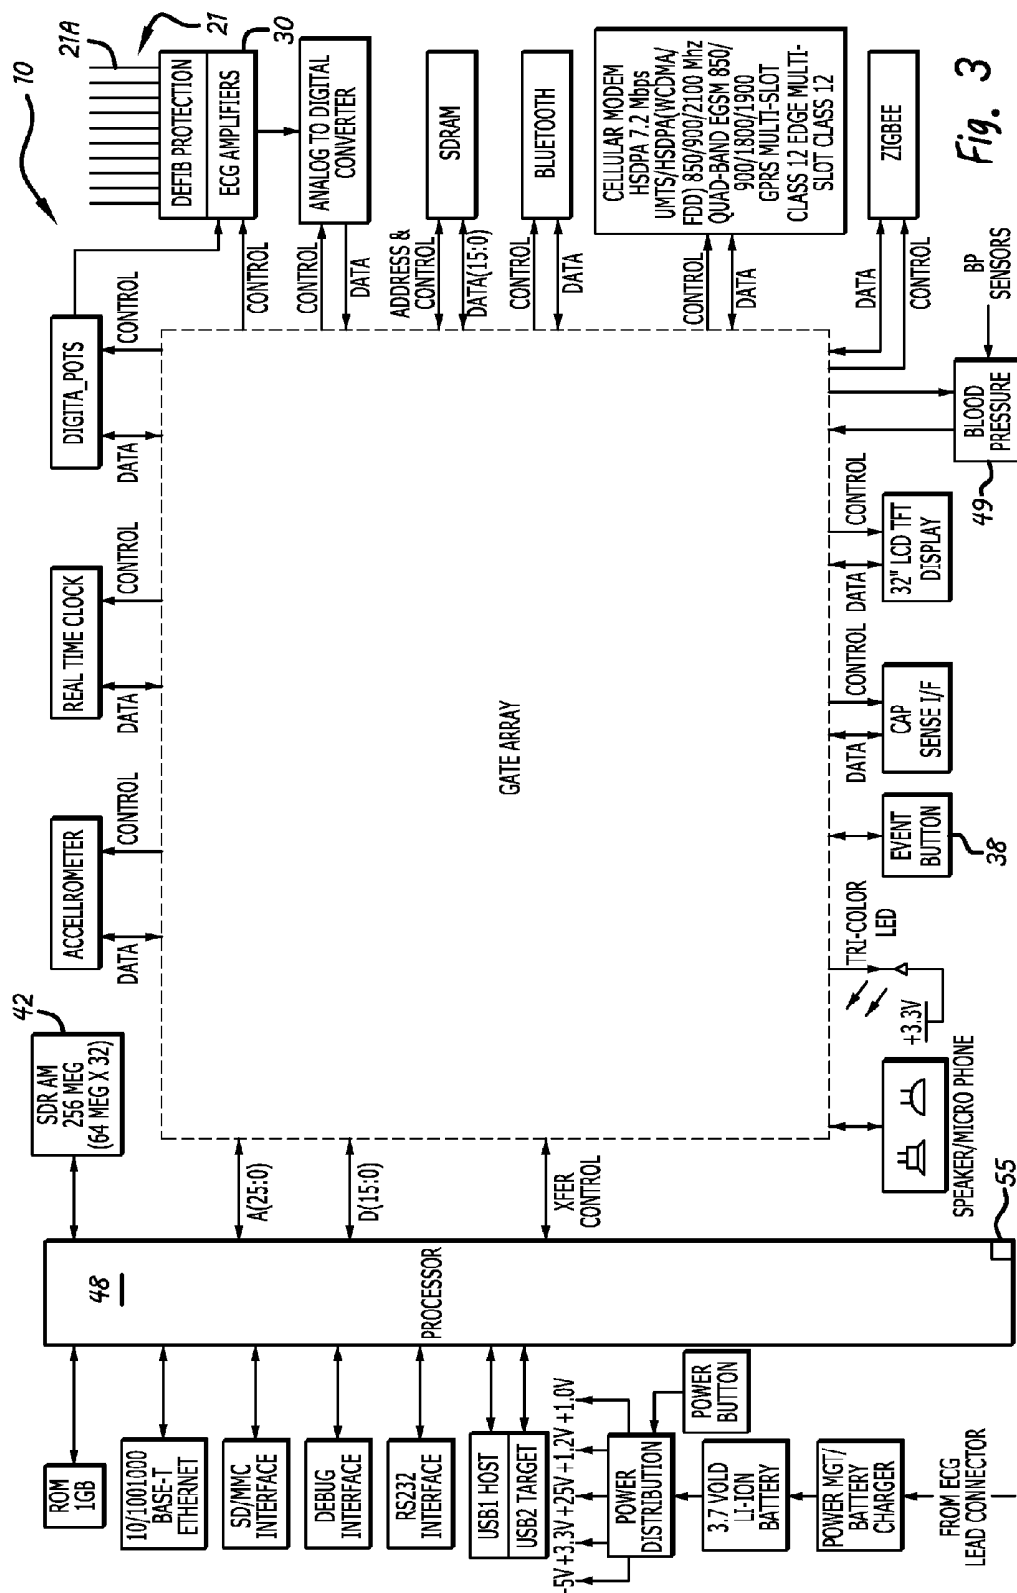 10
21A
21
30
DEFIB PROTECTION
ECG AMPLIFIERS
ANALOG TO DIGITAL
CONVERTER
SDRAM
BLUETOOTH
CELLULAR MODEM
HSDPA 7.2 Mbps
UMTS/HSDPA(WCDMA/
FDD) 850/900/2100 Mhz
QUAD-BAND EGSM 850/
900/1800/1900
GPRS MULTI-SLOT
CLASS 12 EDGE MULTI-
SLOT CLASS 12
ZIGBEE
Fig. 3
CONTROL
CONTROL
DATA
ADDRESS &
CONTROL
DATA(15:0)
CONTROL
DATA
CONTROL
DATA
DATA
CONTROL
BP
SENSORS
DIGITA_POTS
CONTROL
DATA
BLOOD
PRESSURE
49
REAL TIME CLOCK
CONTROL
DATA
GATE ARRAY
CONTROL
DATA
32" LCD TFT
DISPLAY
CONTROL
DATA
CAP
SENSE I/F
ACCELLROMETER
CONTROL
DATA
EVENT
BUTTON
38
TRI-COLOR
LED
+3.3V
42
SDR AM
256 MEG
(64 MEG X 32)
SPEAKER/MICRO PHONE
A(25:0)
D(15:0)
XFER
CONTROL
55
48
PROCESSOR
ROM
1GB
10/1001000
BASE-T
ETHERNET
SD/MMC
INTERFACE
DEBUG
INTERFACE
RS232
INTERFACE
USB1 HOST
USB2 TARGET
-5V +3.3V +25V +1.2V +1.0V
POWER
DISTRIBUTION
POWER
BUTTON
3.7 VOLD
LI-ION
BATTERY
POWER MGT/
BATTERY
CHARGER
FROM ECG
LEAD CONNECTOR